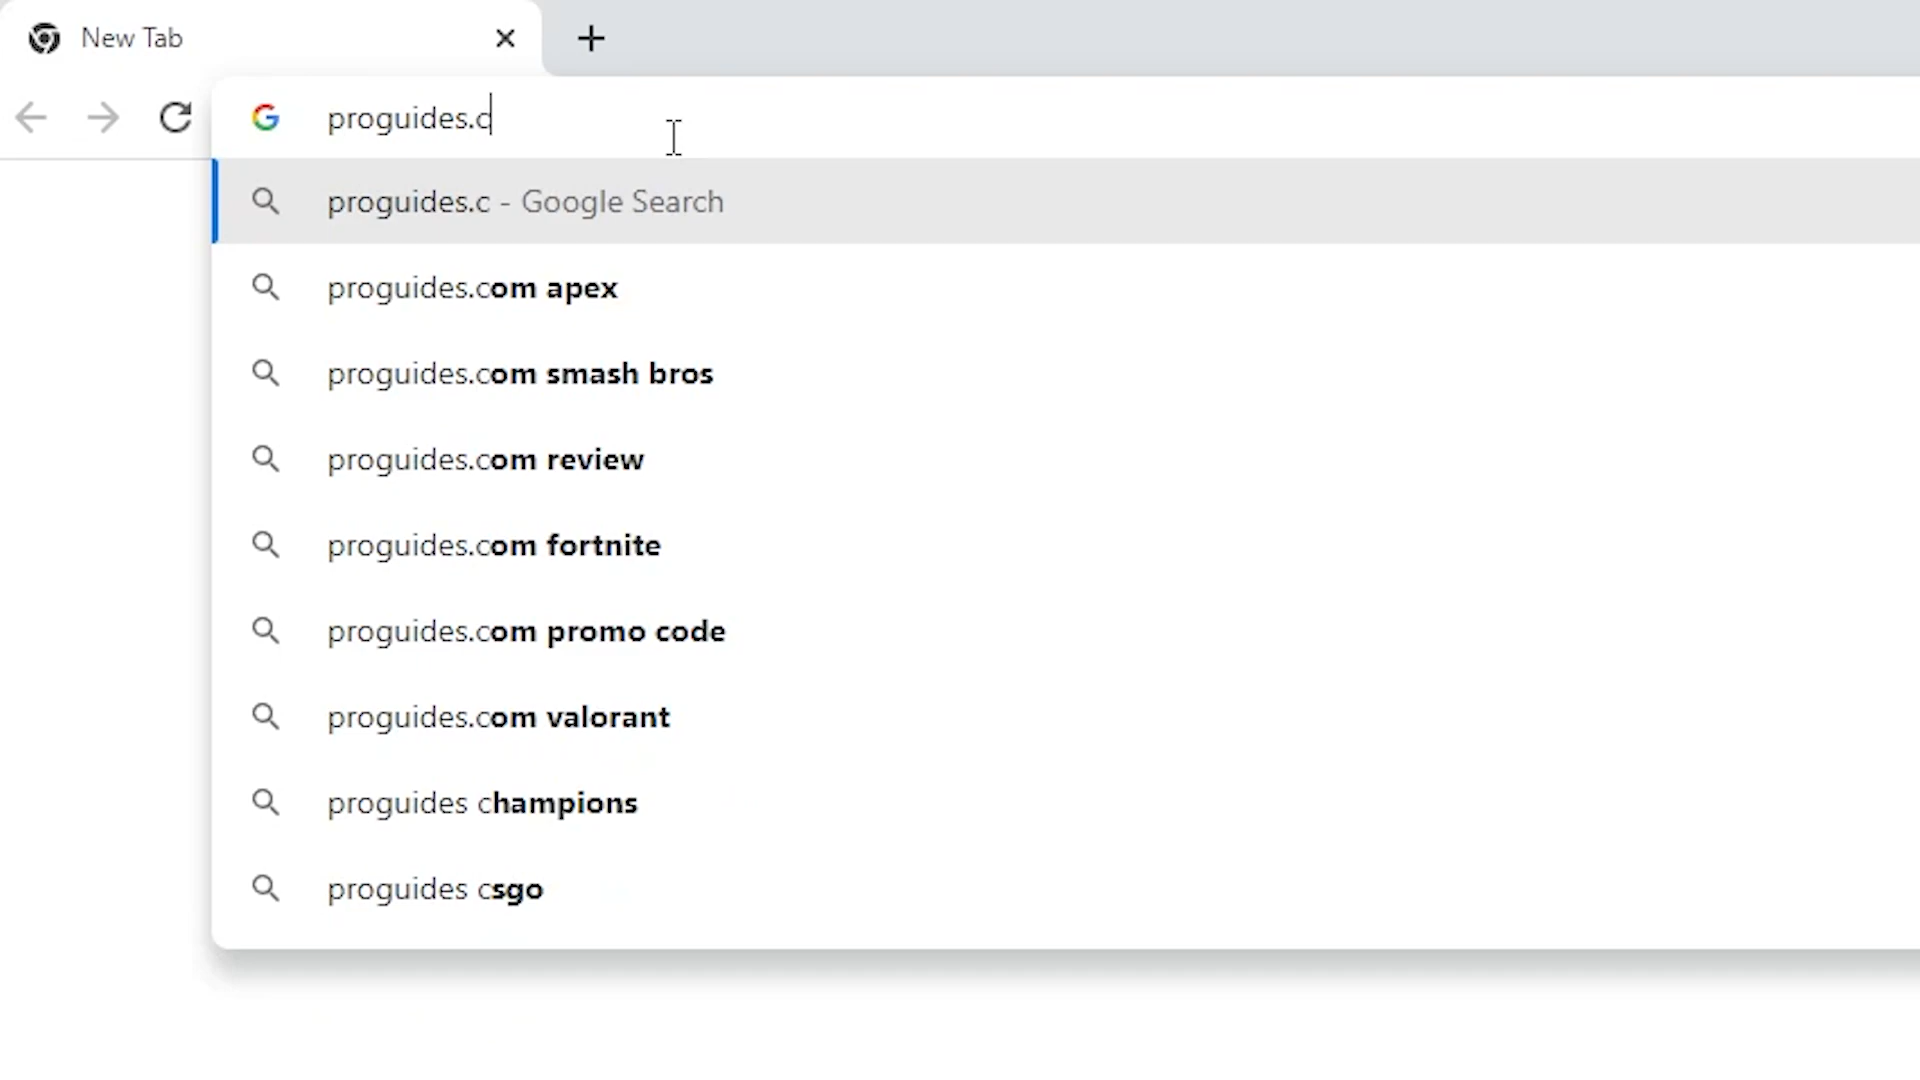 New Tab
proguides.c
proguides.c - Google Search
proguides.com apex
proguides.com smash bros
proguides.com review
proguides.com fortnite
proguides.com promo code
proguides.com valorant
proguides champions
proguides csgo